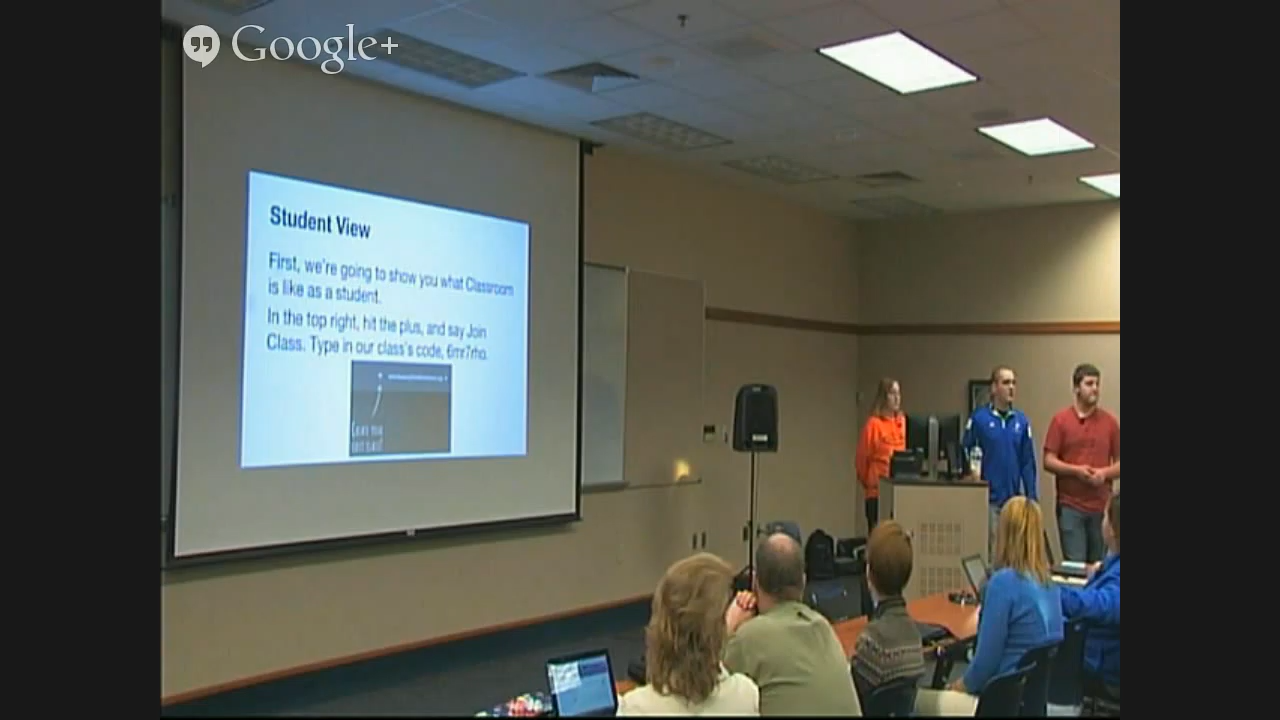 Google+
Student View
First, we're going to show you what Classroom
is like as a student.
In the top right, hit the plus, and say Join
Class. Type in our class's code, 6mr7rho.